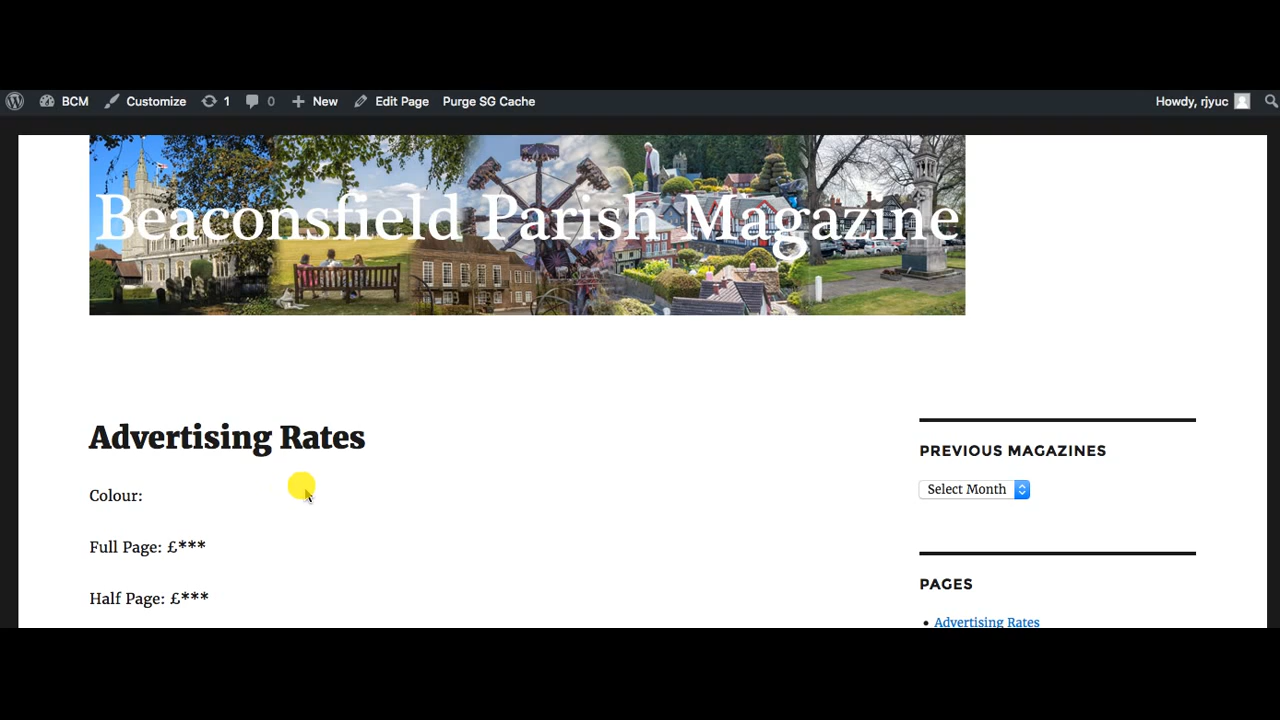 BCM Customize 1 0 New Edit Page Purge SG Cache Howdy, rjyuc
Beaconsfield Parish Magazine
Advertising Rates
Colour:
Full Page: £***
Half Page: £***
PREVIOUS MAGAZINES
Select Month
PAGES
Advertising Rates